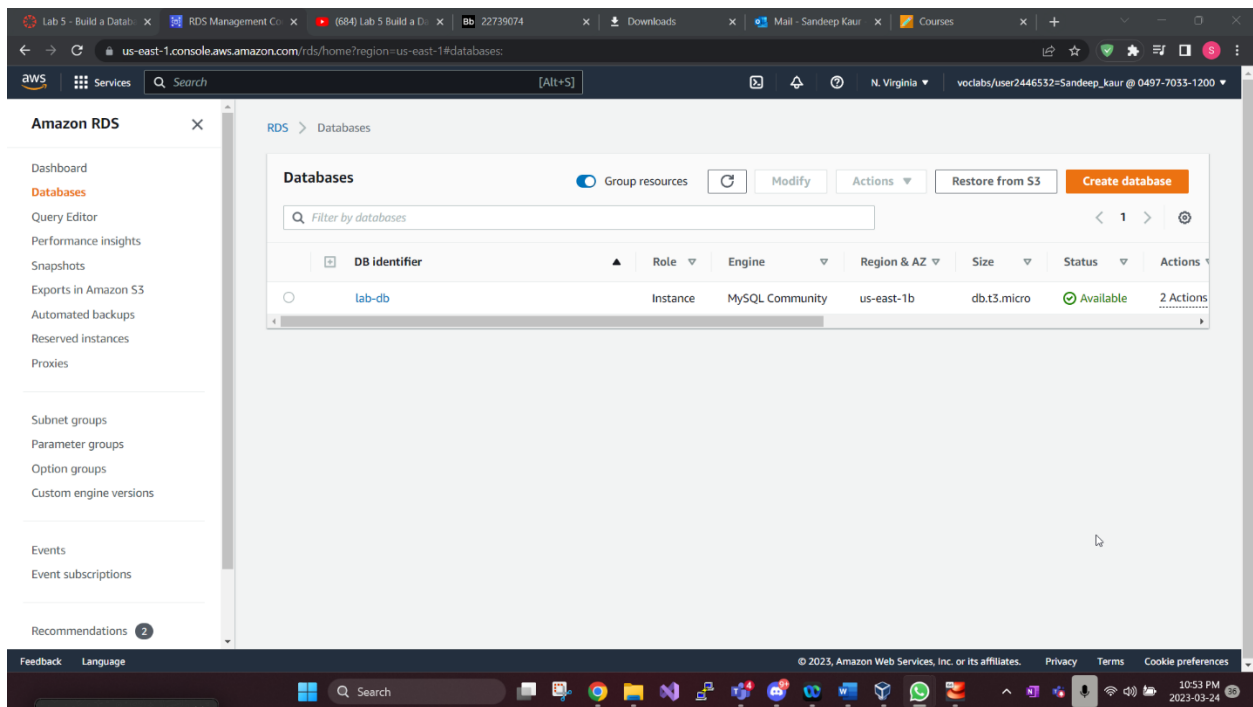 Lab 5 - Build a Datab
RDS Management Co
(684) Lab 5 Build a Da
Bb 22739074
Downloads
Mail - Sandeep Kaur
Courses
us-east-1.console.aws.amazon.com/rds/home?region=us-east-1#databases:
S
aws
Services
Search
[Alt+S]
N. Virginia
voclabs/user2446532=Sandeep_kaur @ 0497-7033-1200
Amazon RDS
Dashboard
Databases
Query Editor
Performance insights
Snapshots
Exports in Amazon S3
Automated backups
Reserved instances
Proxies
Subnet groups
Parameter groups
Option groups
Custom engine versions
Events
Event subscriptions
Recommendations 2
RDS > Databases
Databases
Group resources
Modify
Actions
Restore from S3
Create database
Filter by databases
1
DB identifier Role Engine Region & AZ Size Status Actions
lab-db Instance MySQL Community us-east-1b db.t3.micro Available 2 Actions
Feedback Language © 2023, Amazon Web Services, Inc. or its affiliates. Privacy Terms Cookie preferences
Search
10:53 PM
2023-03-24
36